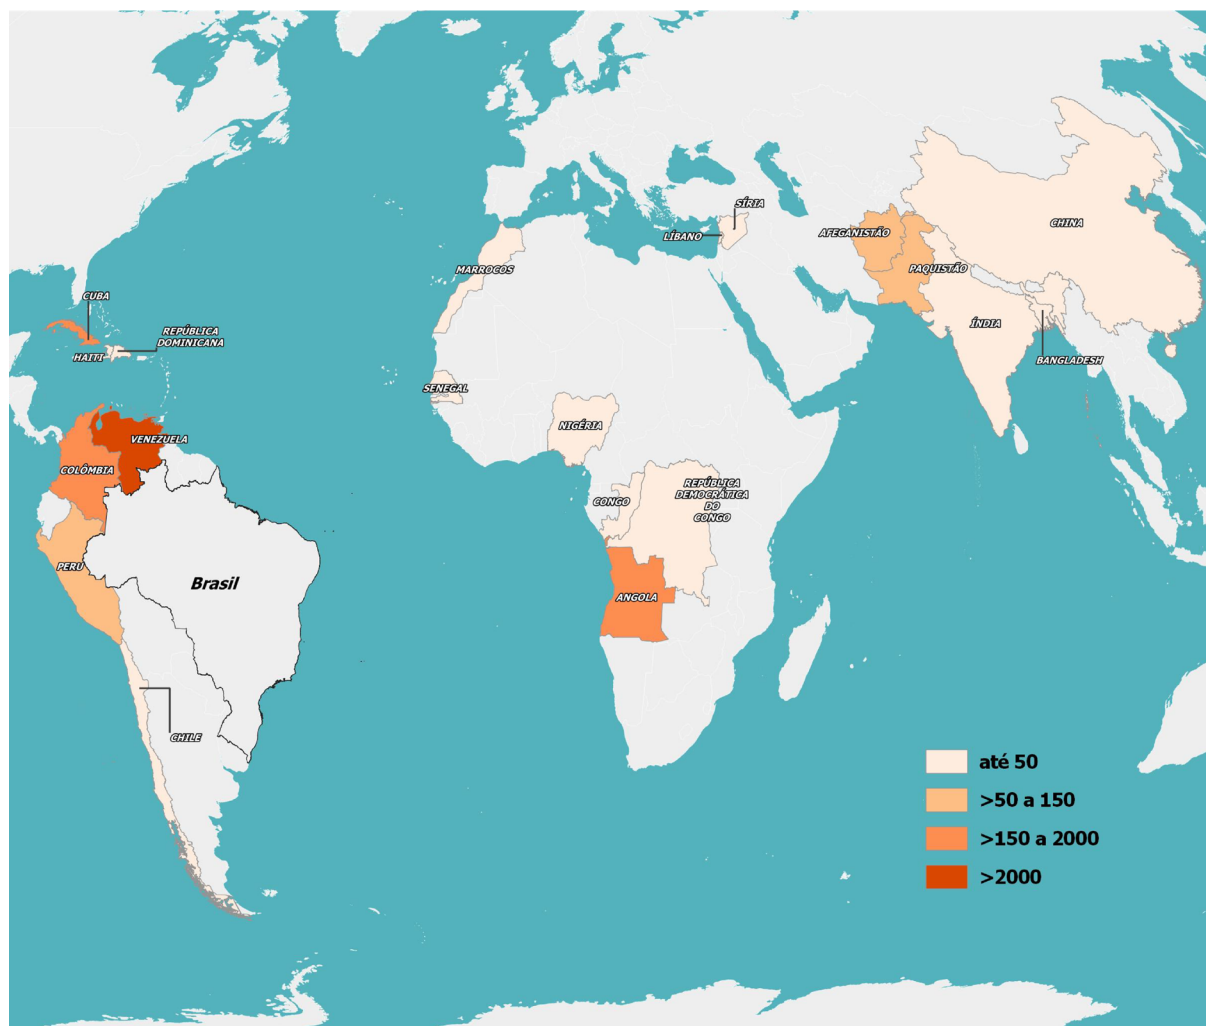 SÍRIA
LÍBANO
AFEGANISTÃO
CHINA
MARROCOS
PAQUISTÃO
CUBA
REPÚBLICA
DOMINICANA
HAITI
ÍNDIA
BANGLADESH
SENEGAL
NIGÉRIA
VENEZUELA
COLÔMBIA
REPÚBLICA
DEMOCRÁTICA
DO
CONGO
CONGO
PERU
Brasil
ANGOLA
CHILE
até 50
>50 a 150
>150 a 2000
>2000